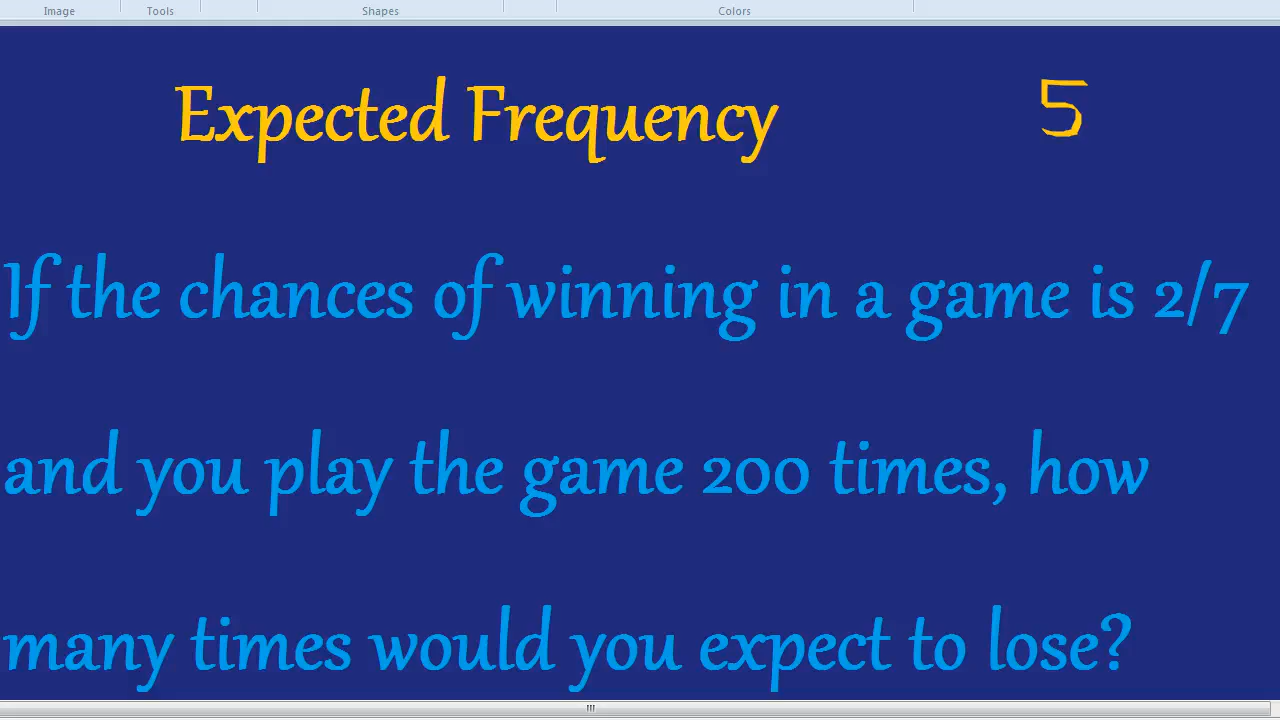 Image Tools Shapes Colors
Expected Frequency 5
If the chances of winning in a game is 2/7
and you play the game 200 times, how
many times would you expect to lose?